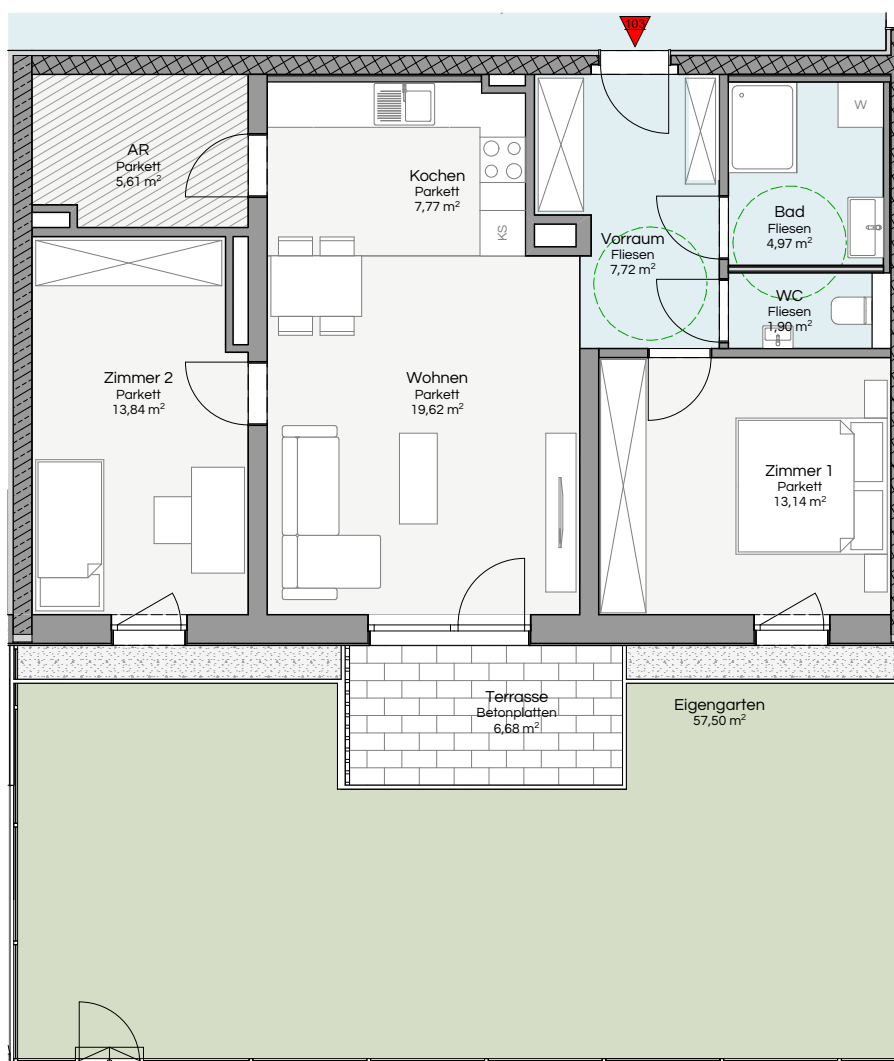 103
AR
Parkett
5,61 m²
Kochen
Parkett
7,77 m²
KS
Vorraum
Fliesen
7,72 m²
W
Bad
Fliesen
4,97 m²
WC
Fliesen
1,90 m²
Zimmer 2
Parkett
13,84 m²
Wohnen
Parkett
19,62 m²
Zimmer 1
Parkett
13,14 m²
Terrasse
Betonplatten
6,68 m²
Eigengarten
57,50 m²